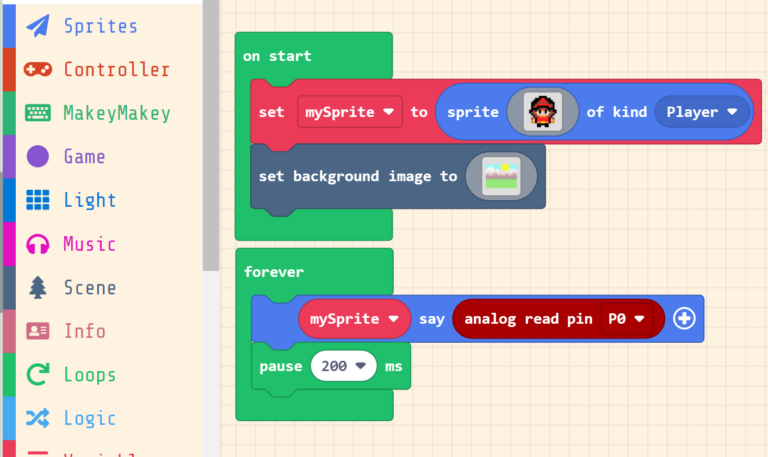 Sprites
Controller
MakeyMakey
Game
Light
Music
Scene
Info
Loops
Logic
on start
set mySprite to sprite of kind Player
set background image to
forever
mySprite say analog read pin P0
pause 200 ms